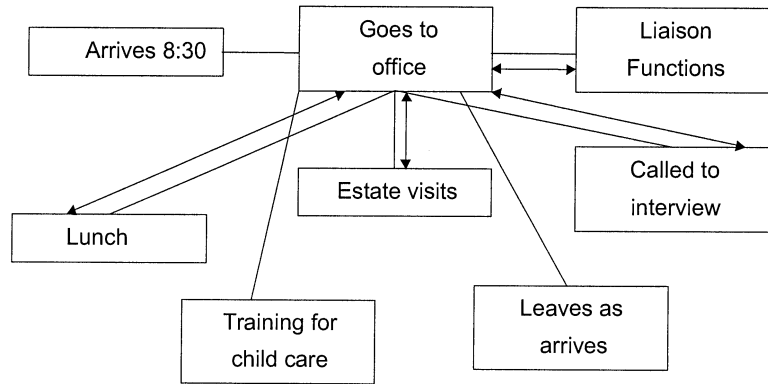 Arrives 8:30
Goes to
office
Liaison
Functions
Estate visits
Called to
interview
Lunch
Training for
child care
Leaves as
arrives